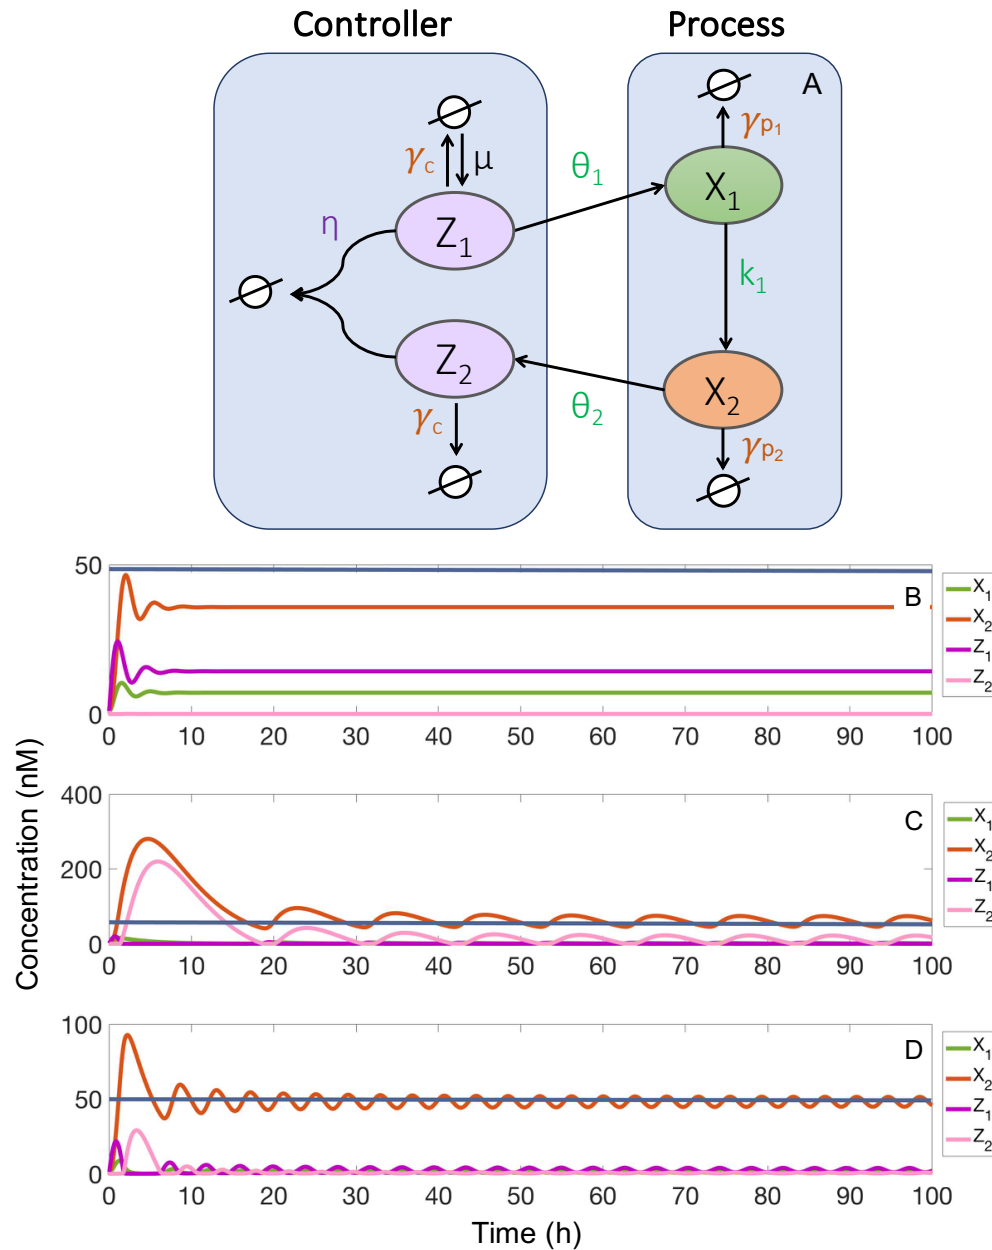 Controller Process
A
γp₁
γc μ
θ₁
X₁
Z₁
η
k₁
Z₂
X₂
θ₂
γc
γp₂
Concentration (nM)
50
0
B
X₁
X₂
Z₁
Z₂
0 10 20 30 40 50 60 70 80 90 100
400
200
0
C
X₁
X₂
Z₁
Z₂
0 10 20 30 40 50 60 70 80 90 100
100
50
0
D
X₁
X₂
Z₁
Z₂
0 10 20 30 40 50 60 70 80 90 100
Time (h)